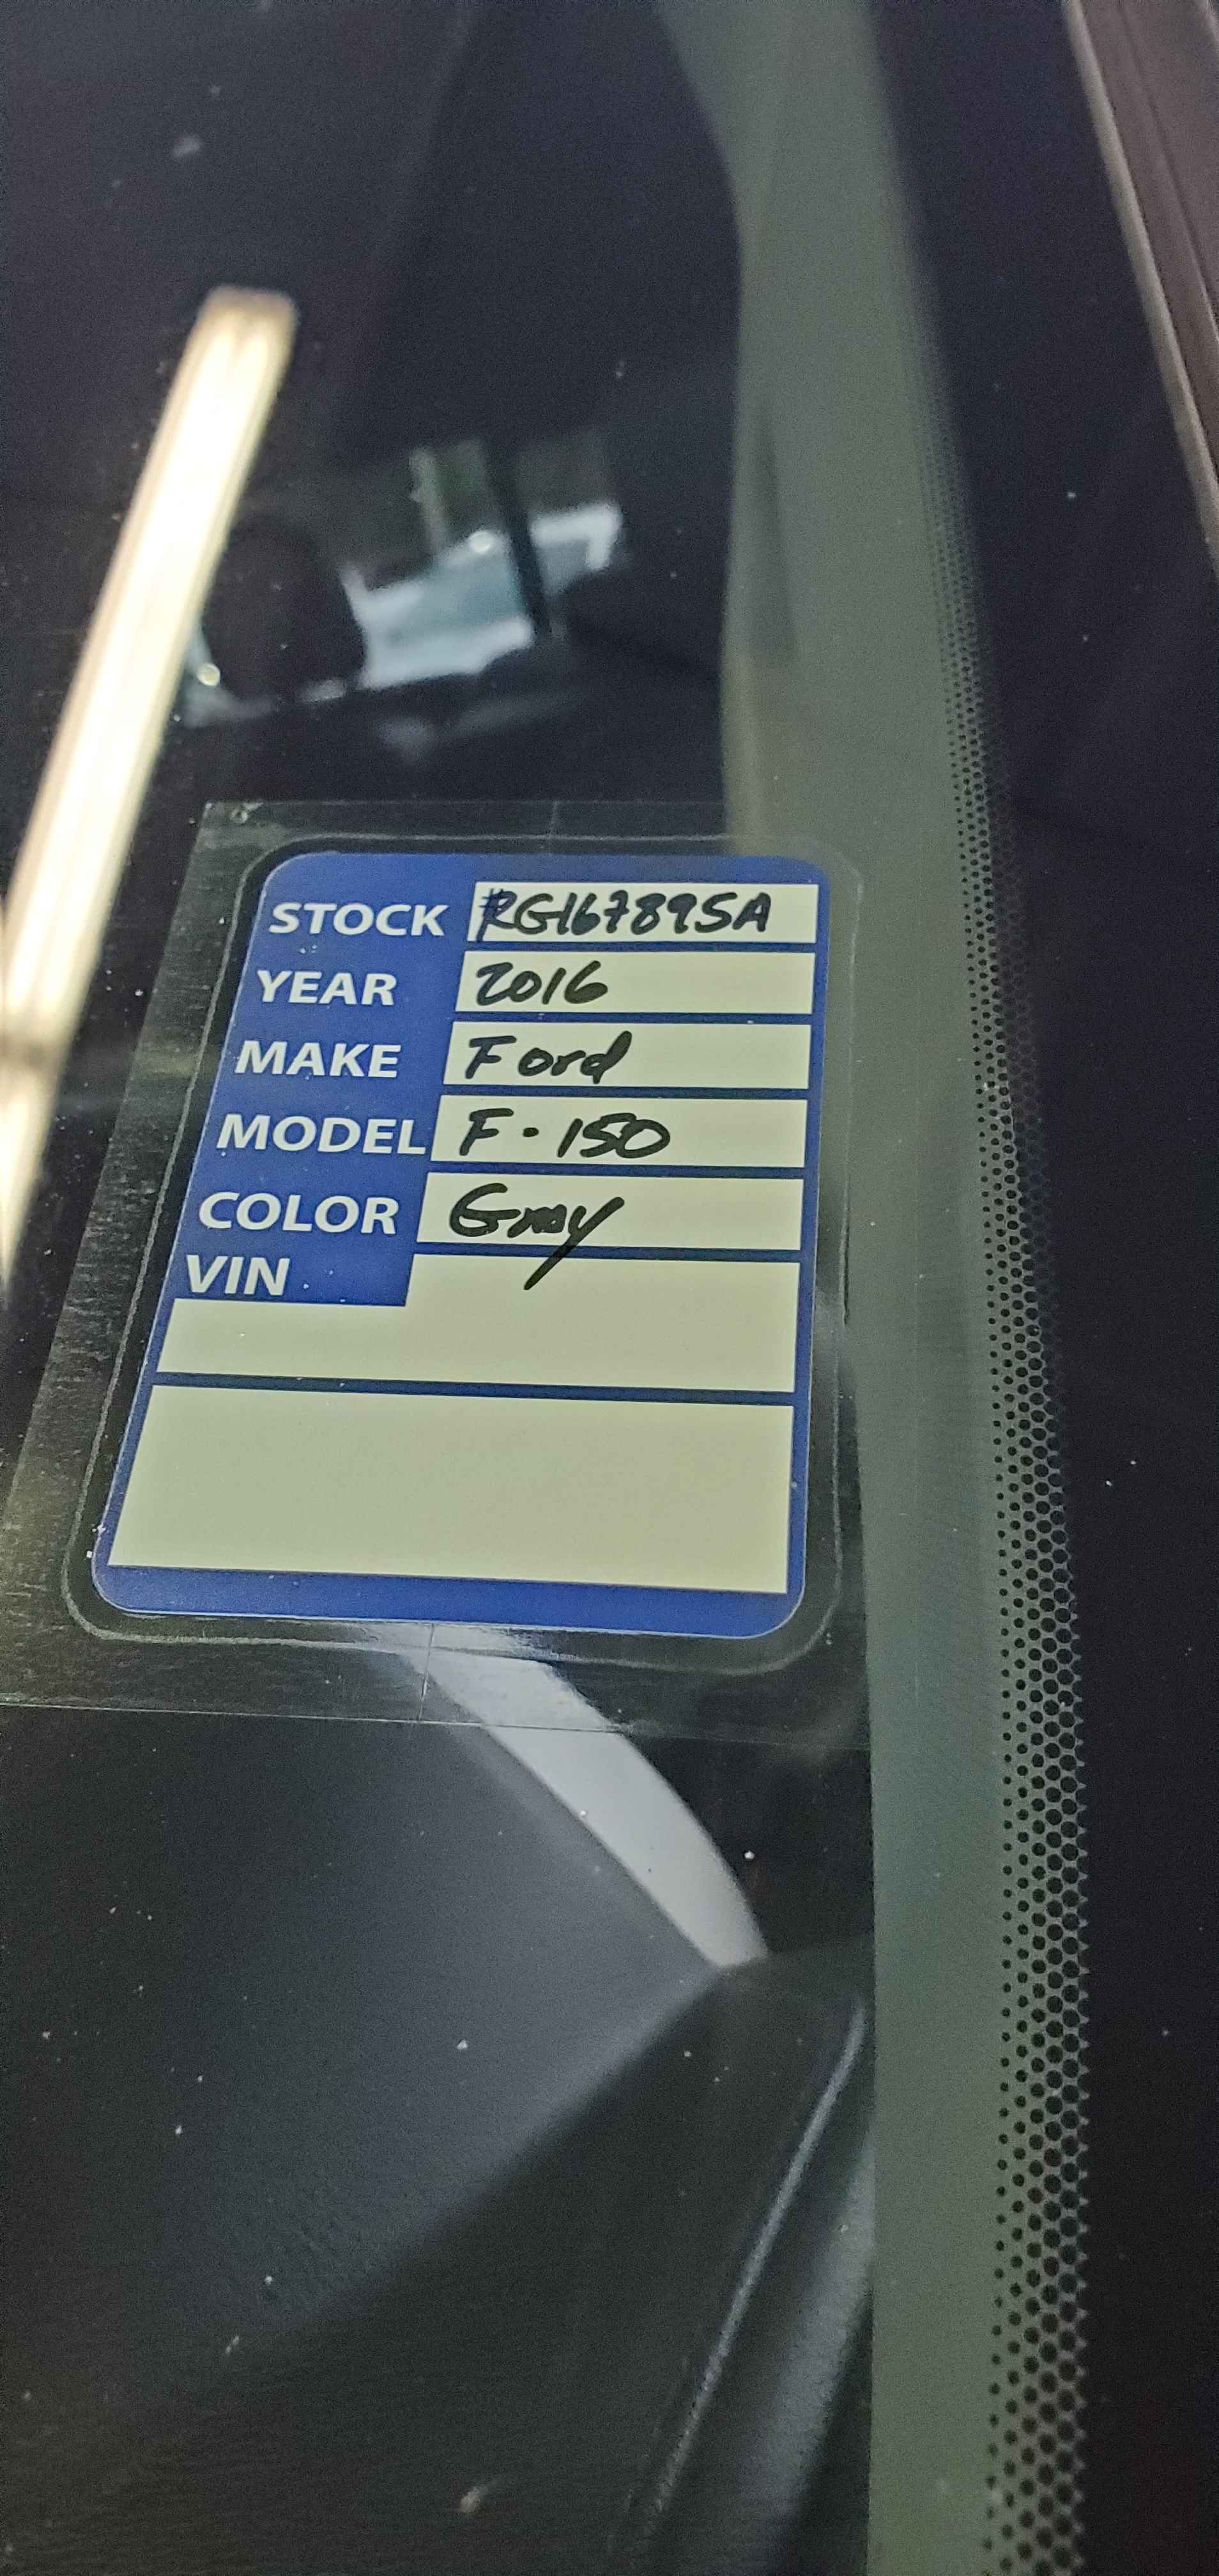 STOCK RG167895A
YEAR 2016
MAKE Ford
MODEL F-150
COLOR Gray
VIN